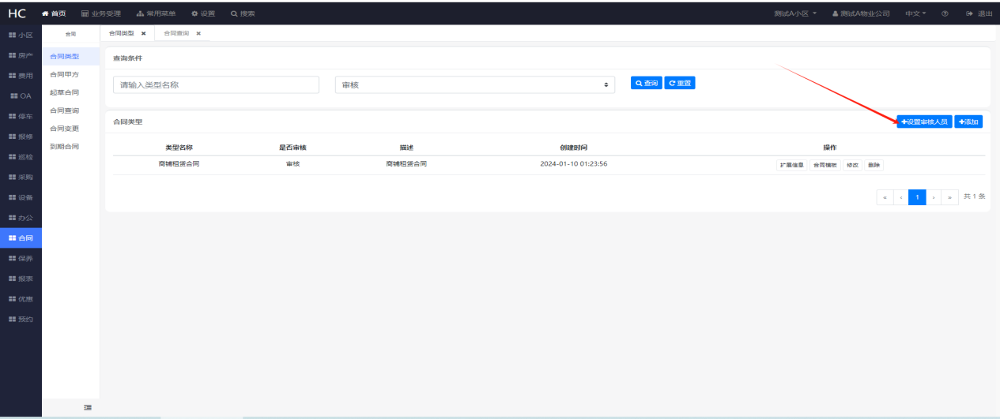 HC 首页 业务受理 常用菜单 设置 搜索 测试A小区 测试A物业公司 中文 退出
小区 合同 合同类型 合同查询
房产 合同类型 查询条件
费用 合同甲方 请输入类型名称 审核 查询 重置
OA 起草合同
停车 合同查询 合同类型 +设置审核人员 +添加
报修 合同变更
巡检 到期合同 类型名称 是否审核 描述 创建时间 操作
商铺租赁合同 审核 商铺租赁合同 2024-01-10 01:23:56 扩展信息 合同模板 修改 删除
采购
设备 « ‹ 1 › » 共 1 条
办公
合同
保养
报表
优惠
预约